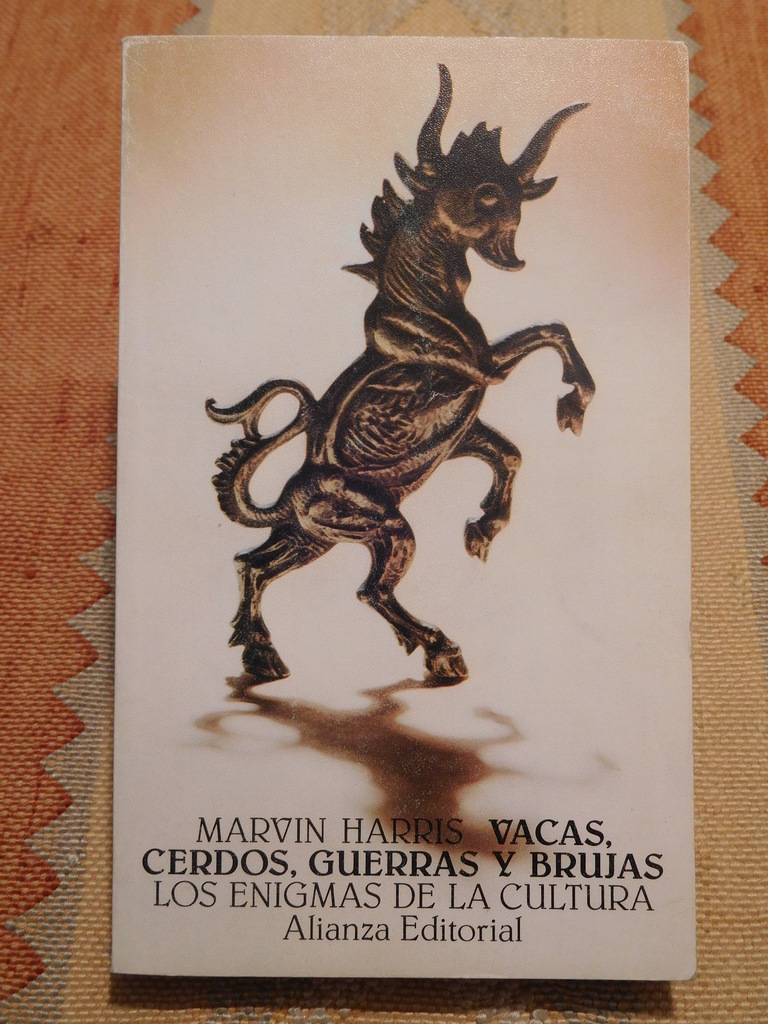 MARVIN HARRIS VACAS,
CERDOS, GUERRAS Y BRUJAS
LOS ENIGMAS DE LA CULTURA
Alianza Editorial